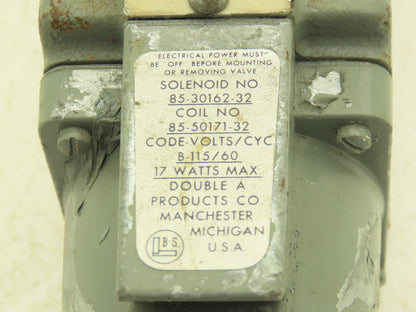 ELECTRICAL POWER MUST
BE OFF BEFORE MOUNTING
OR REMOVING VALVE
SOLENOID NO
85-30162-32
COIL NO
85-50171-32
CODE-VOLTS/CYC
B-115/60
17 WATTS MAX
DOUBLE A
PRODUCTS CO
MANCHESTER
MICHIGAN
U.S.A
B.S.